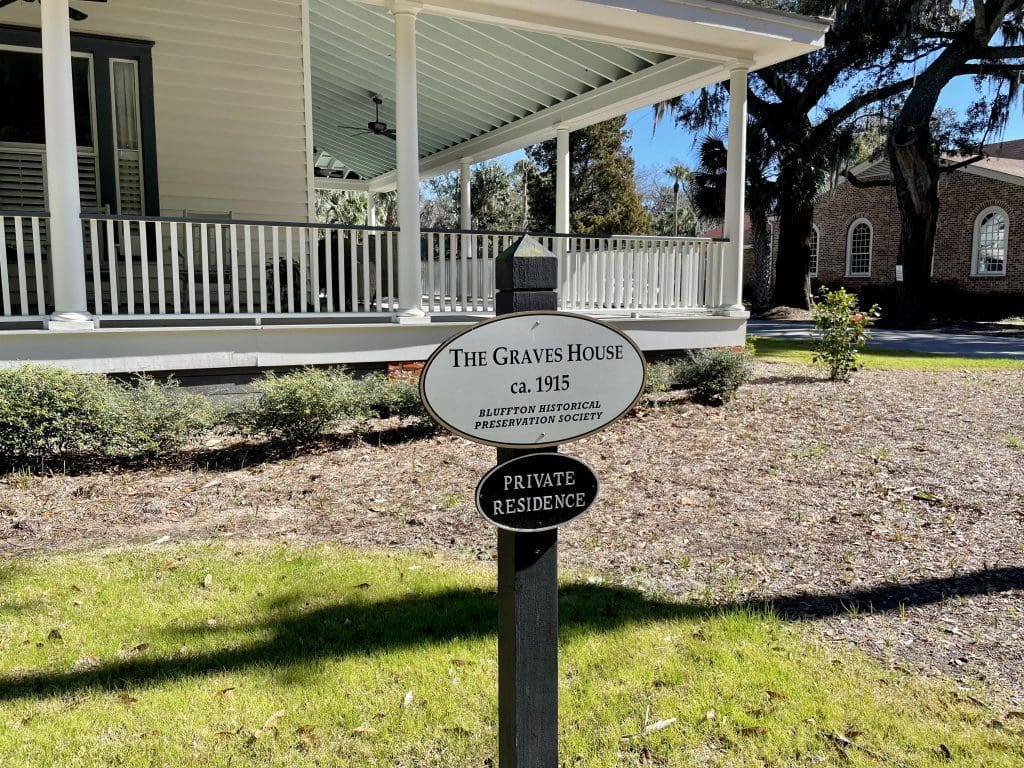 THE GRAVES HOUSE
ca. 1915
BLUFFTON HISTORICAL
PRESERVATION SOCIETY
PRIVATE
RESIDENCE